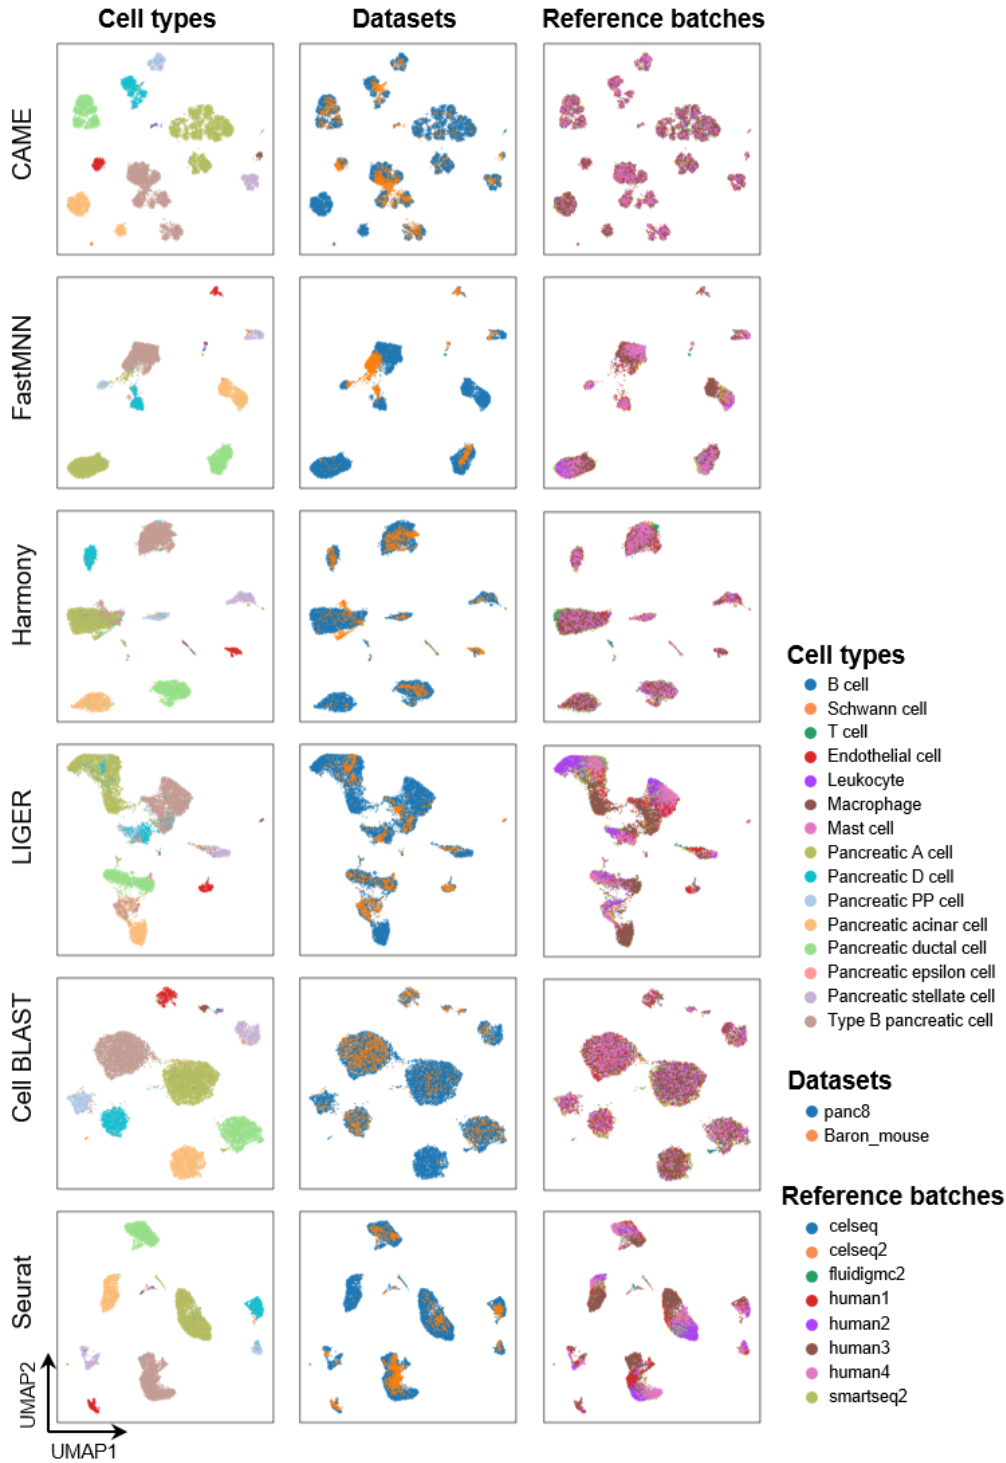 Cell types
Datasets
Reference batches
CAME
FastMNN
Harmony
LIGER
Cell BLAST
Seurat
UMAP2
UMAP1
Cell types
B cell
Schwann cell
T cell
Endothelial cell
Leukocyte
Macrophage
Mast cell
Pancreatic A cell
Pancreatic D cell
Pancreatic PP cell
Pancreatic acinar cell
Pancreatic ductal cell
Pancreatic epsilon cell
Pancreatic stellate cell
Type B pancreatic cell
Datasets
panc8
Baron_mouse
Reference batches
celseq
celseq2
fluidigmc2
human1
human2
human3
human4
smartseq2